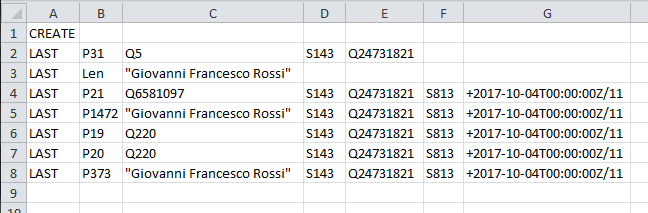 A B C D E F G
1 CREATE
2 LAST P31 Q5 S143 Q24731821
3 LAST Len "Giovanni Francesco Rossi"
4 LAST P21 Q6581097 S143 Q24731821 S813 +2017-10-04T00:00:00Z/11
5 LAST P1472 "Giovanni Francesco Rossi" S143 Q24731821 S813 +2017-10-04T00:00:00Z/11
6 LAST P19 Q220 S143 Q24731821 S813 +2017-10-04T00:00:00Z/11
7 LAST P20 Q220 S143 Q24731821 S813 +2017-10-04T00:00:00Z/11
8 LAST P373 "Giovanni Francesco Rossi" S143 Q24731821 S813 +2017-10-04T00:00:00Z/11
9
10